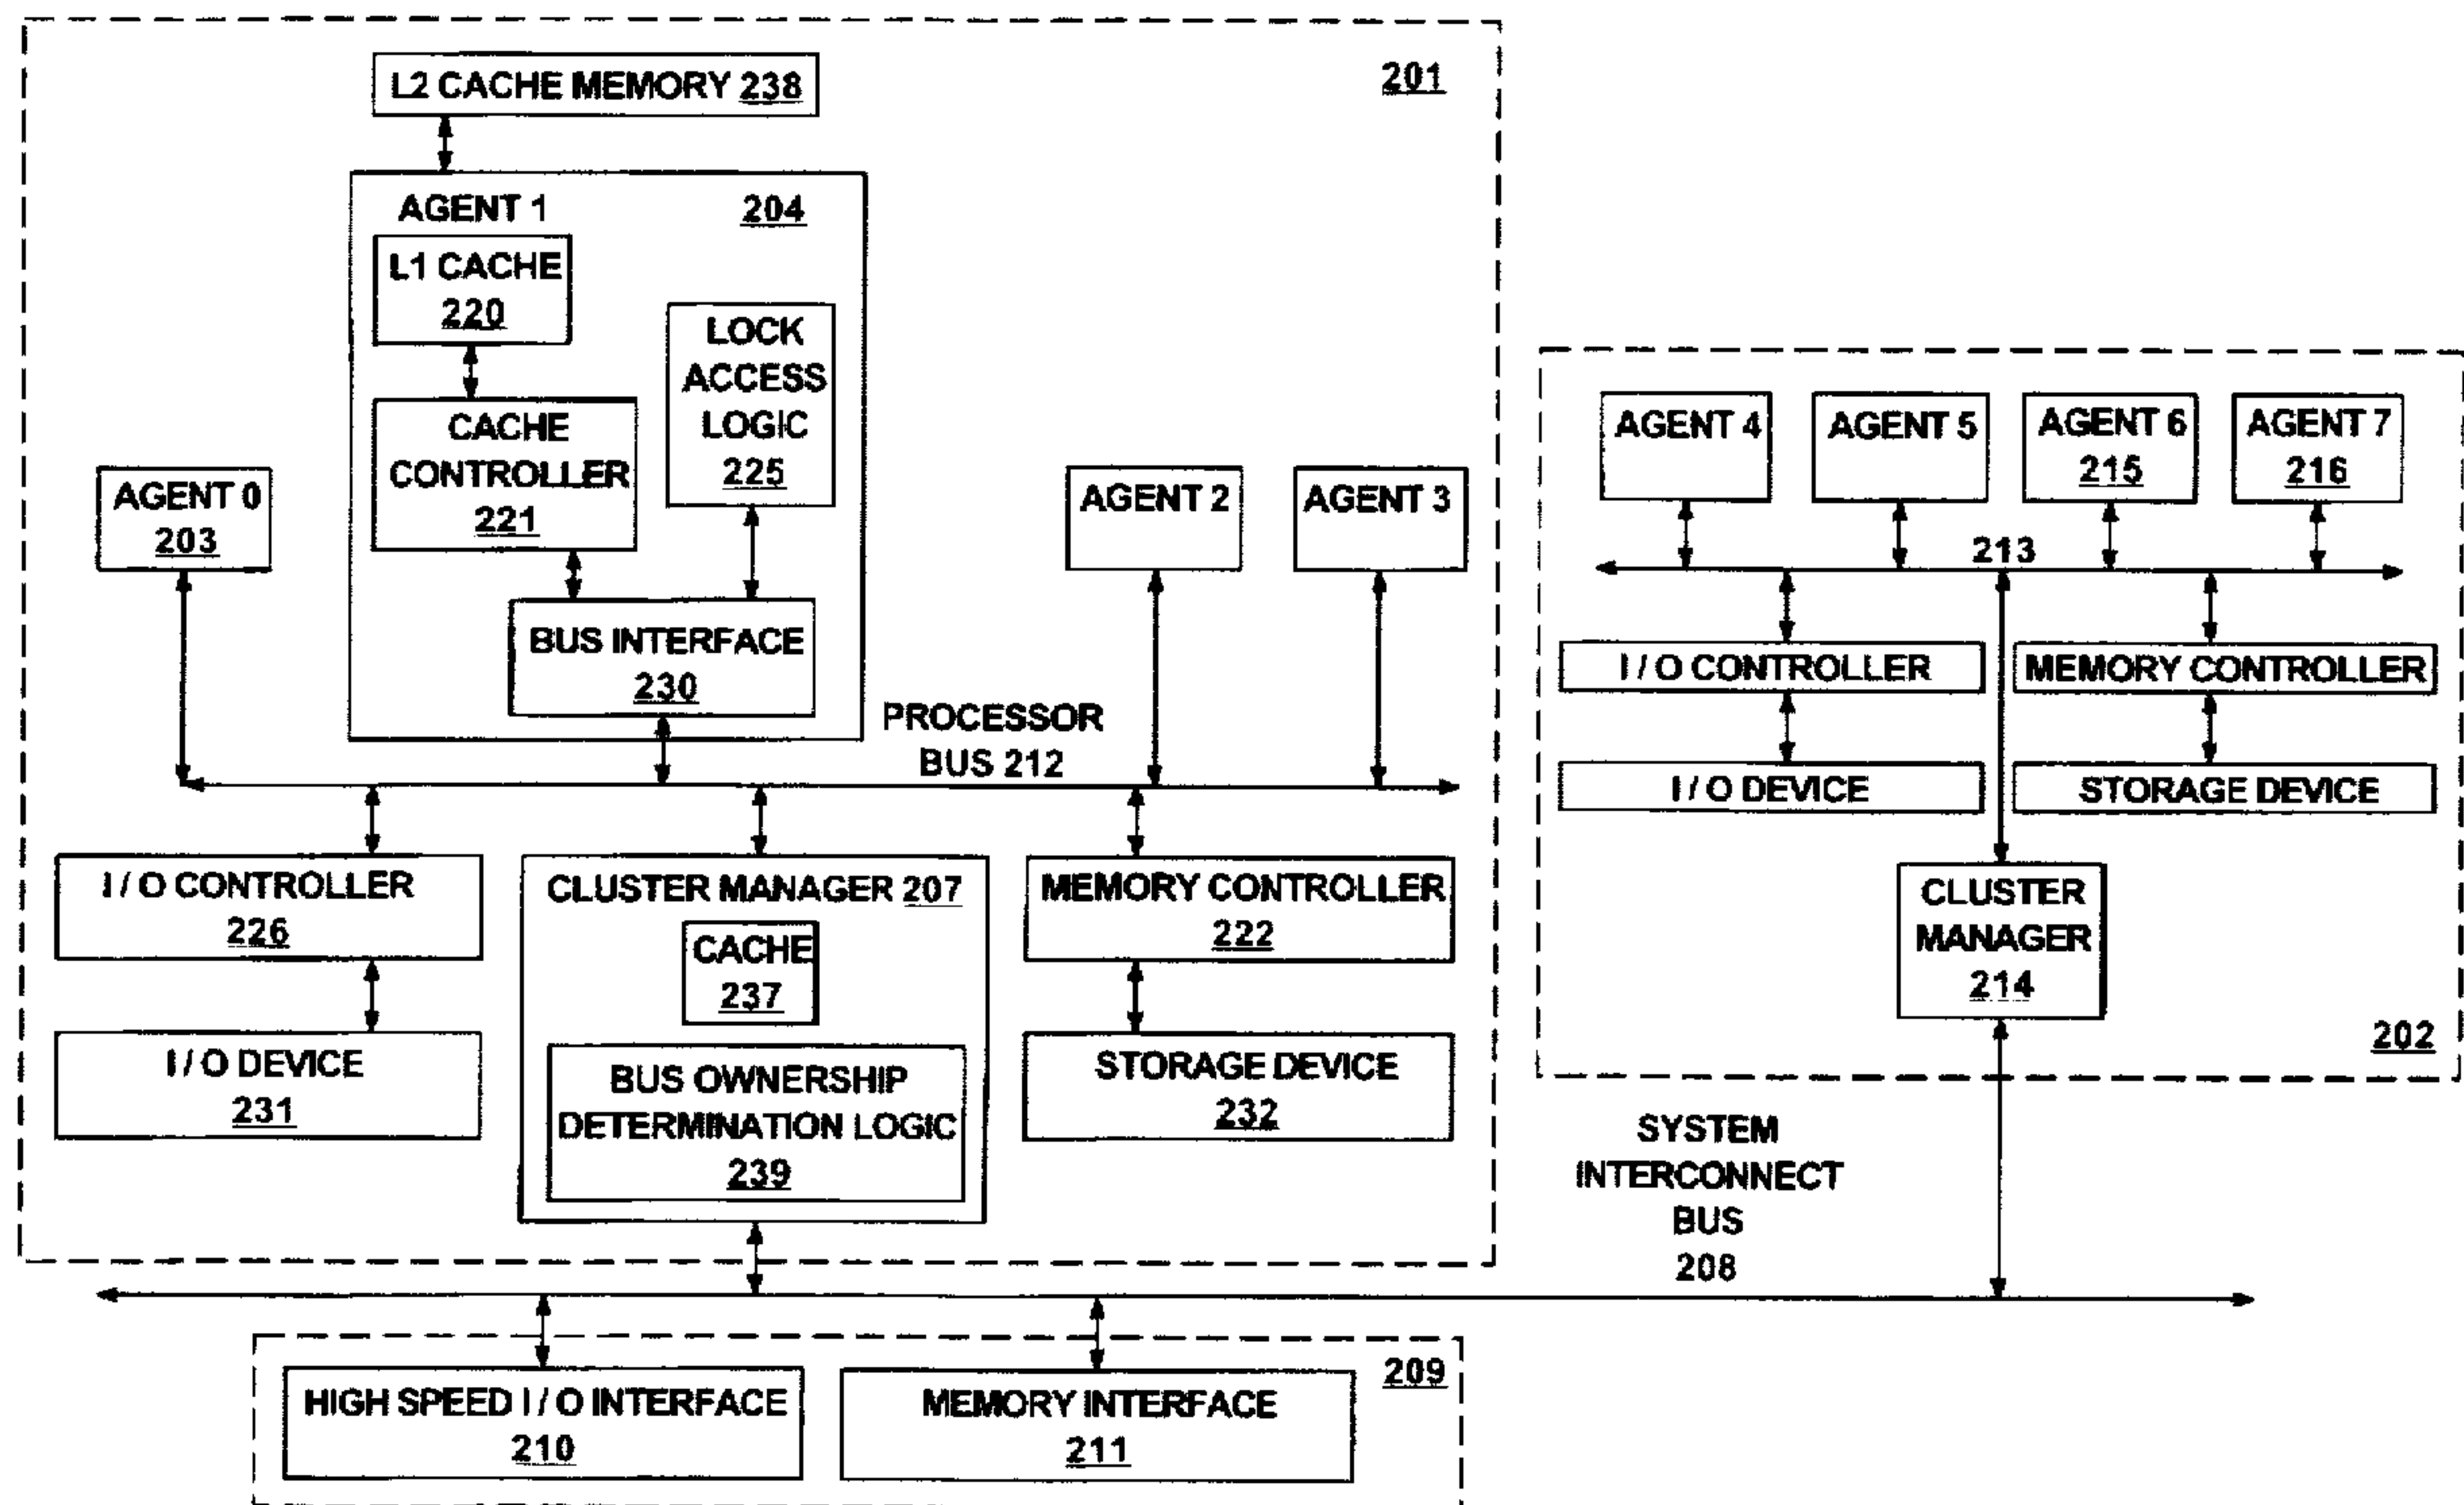 L2 CACHE MEMORY 238
201
AGENT 1
204
L1 CACHE
220
LOCK
ACCESS
LOGIC
225
CACHE
CONTROLLER
221
AGENT 0
203
BUS INTERFACE
230
AGENT 2
AGENT 3
PROCESSOR
BUS 212
I / O CONTROLLER
226
CLUSTER MANAGER 207
CACHE
237
BUS OWNERSHIP
DETERMINATION LOGIC
239
MEMORY CONTROLLER
222
I / O DEVICE
231
STORAGE DEVICE
232
AGENT 4
AGENT 5
AGENT 6
215
AGENT 7
216
213
I / O CONTROLLER
MEMORY CONTROLLER
I / O DEVICE
STORAGE DEVICE
CLUSTER
MANAGER
214
202
SYSTEM
INTERCONNECT
BUS
208
209
HIGH SPEED I / O INTERFACE
210
MEMORY INTERFACE
211